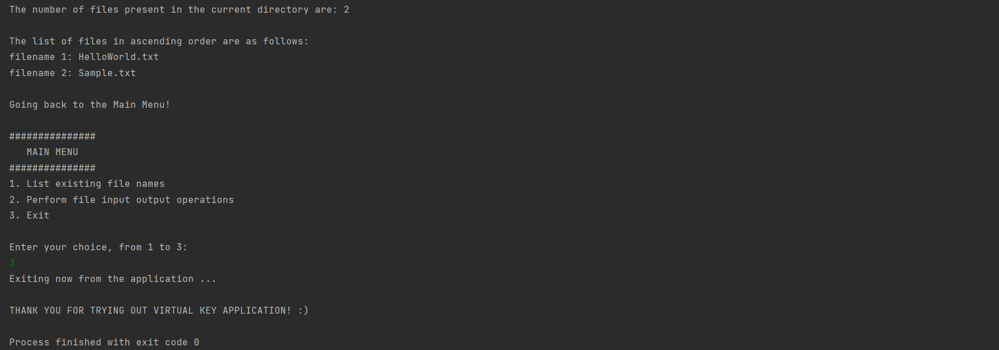 The number of files present in the current directory are: 2
The list of files in ascending order are as follows:
filename 1: HelloWorld.txt
filename 2: Sample.txt
Going back to the Main Menu!
###############
MAIN MENU
###############
1. List existing file names
2. Perform file input output operations
3. Exit
Enter your choice, from 1 to 3:
3
Exiting now from the application ...
THANK YOU FOR TRYING OUT VIRTUAL KEY APPLICATION! :)
Process finished with exit code 0